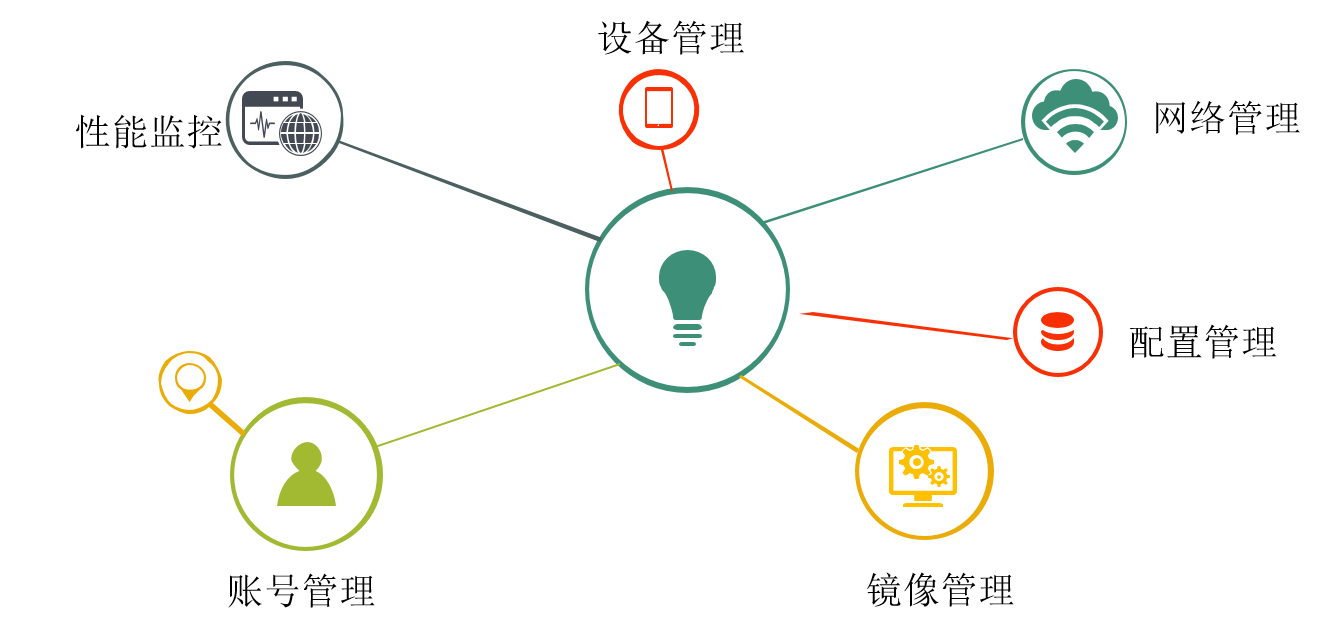 设备管理
性能监控
网络管理
配置管理
账号管理
镜像管理